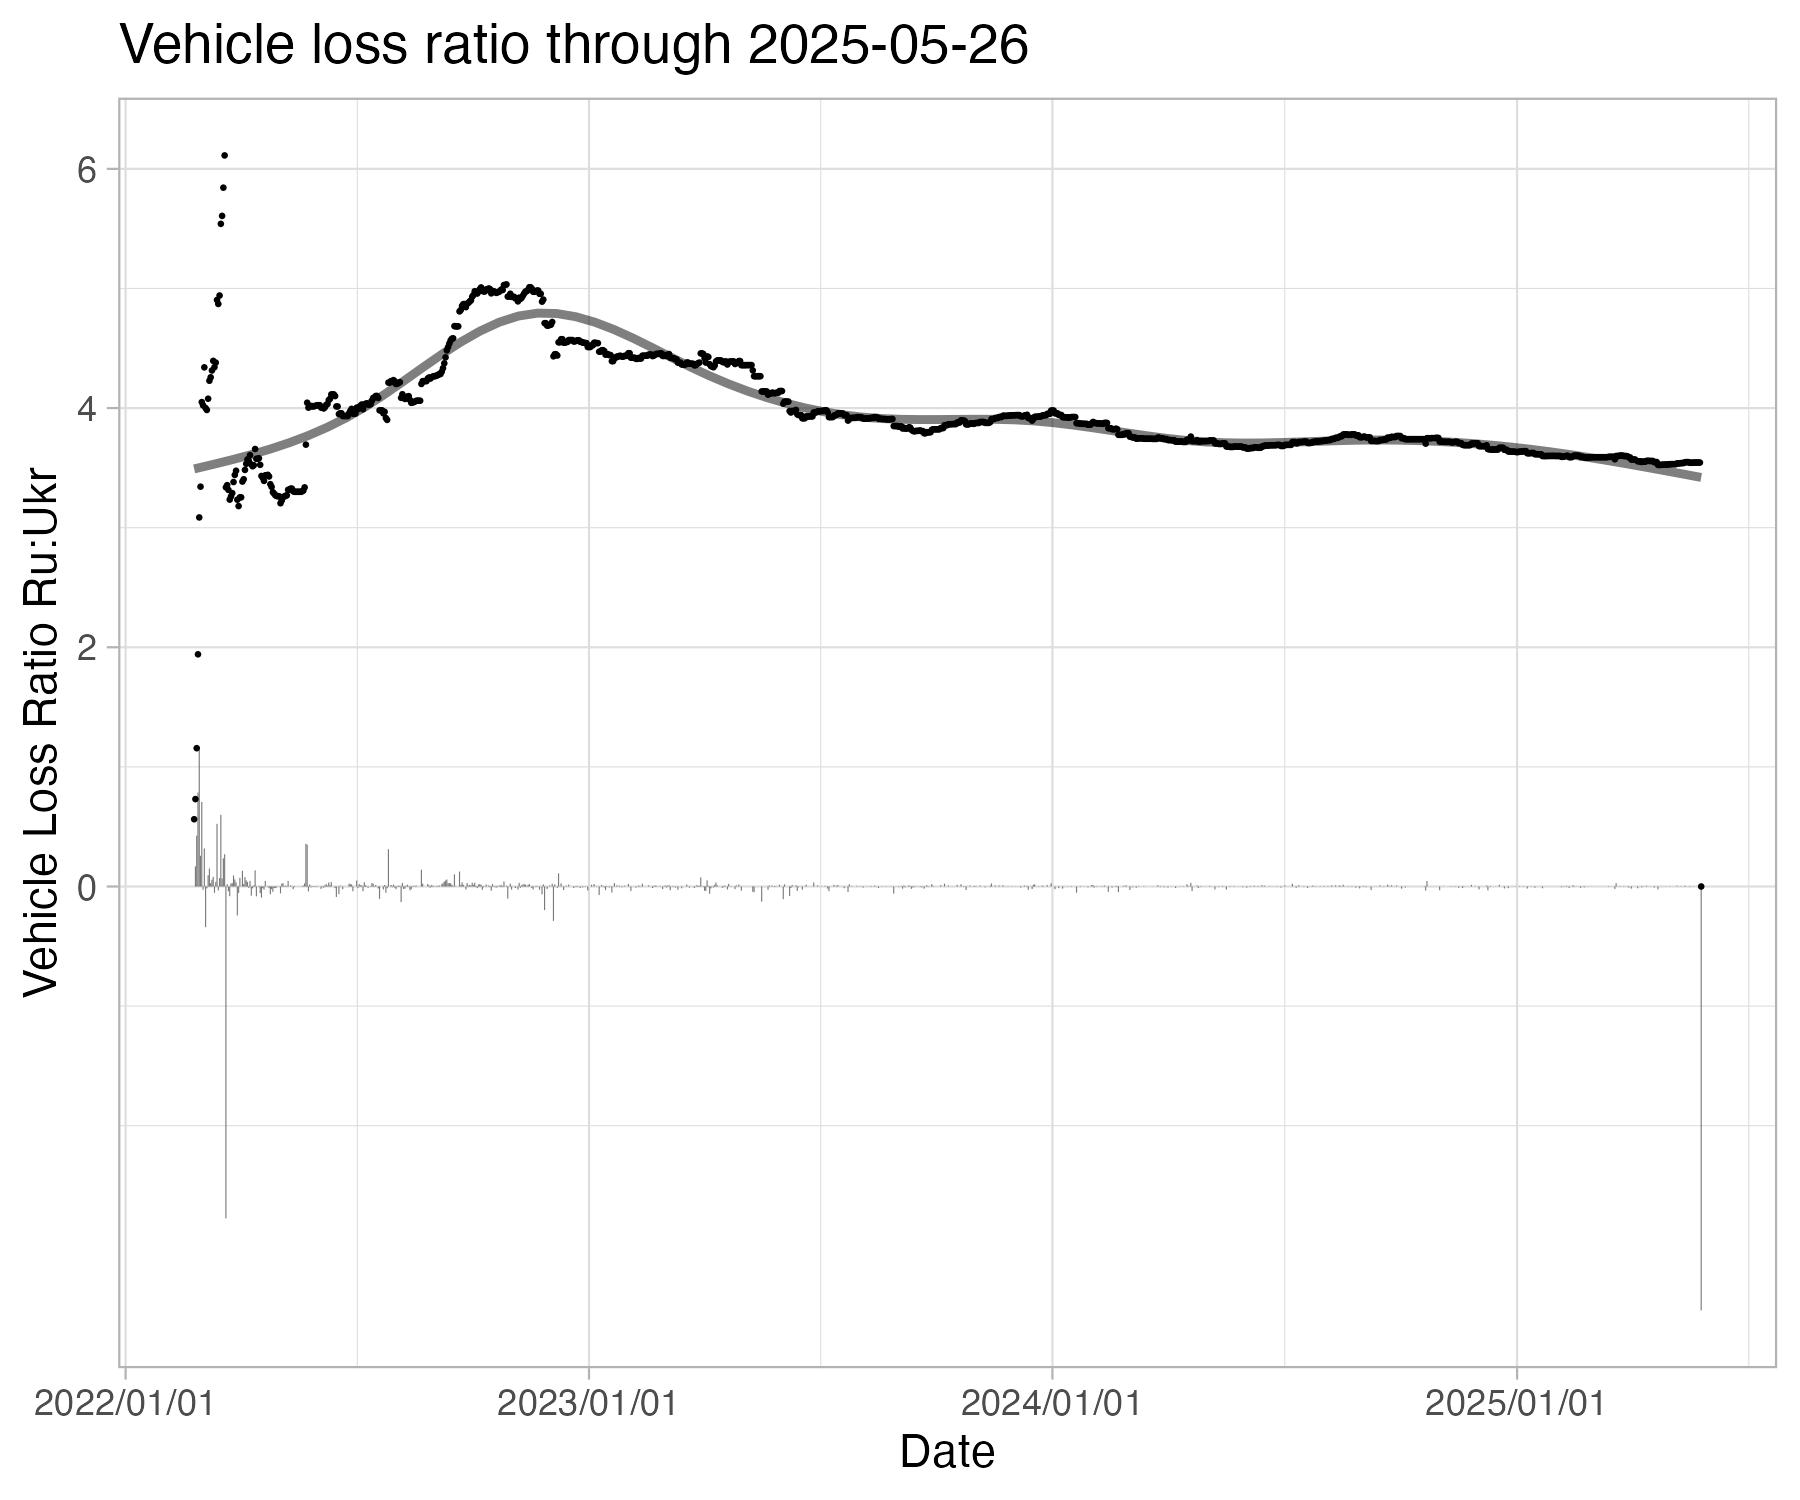 Vehicle loss ratio through 2025-05-26
Vehicle Loss Ratio Ru:Ukr
6
4
2
0
2022/01/01
2023/01/01
2024/01/01
2025/01/01
Date